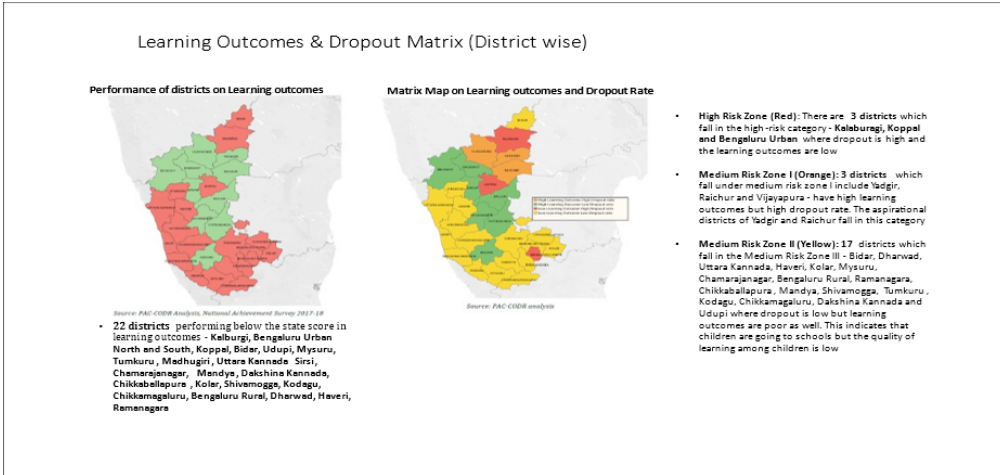 Learning Outcomes & Dropout Matrix (District wise)
Performance of districts on Learning outcomes
Matrix Map on Learning outcomes and Dropout Rate
Source: PAC-CODR Analysis, National Achievement Survey 2017-18
Source: PAC-CODR analysis
• 22 districts performing below the state score in
learning outcomes - Kalburgi, Bengaluru Urban
North and South, Koppal, Bidar, Udupi, Mysuru,
Tumkuru , Madhugiri , Uttara Kannada Sirsi,
Chamarajanagar, Mandya , Dakshina Kannada,
Chikkaballapura , Kolar, Shivamogga, Kodagu,
Chikkamagaluru, Bengaluru Rural, Dharwad, Haveri,
Ramanagara
• High Risk Zone (Red): There are 3 districts which
fall in the high-risk category - Kalaburagi, Koppal
and Bengaluru Urban where dropout is high and
the learning outcomes are low
• Medium Risk Zone I (Orange): 3 districts which
fall under medium risk zone I include Yadgir,
Raichur and Vijayapura - have high learning
outcomes but high dropout rate. The aspirational
districts of Yadgir and Raichur fall in this category
• Medium Risk Zone II (Yellow): 17 districts which
fall in the Medium Risk Zone III - Bidar, Dharwad,
Uttara Kannada, Haveri, Kolar, Mysuru,
Chamarajanagar, Bengaluru Rural, Ramanagara,
Chikkaballapura , Mandya, Shivamogga, Tumkuru ,
Kodagu, Chikkamagaluru, Dakshina Kannada and
Udupi where dropout is low but learning
outcomes are poor as well. This indicates that
children are going to schools but the quality of
learning among children is low